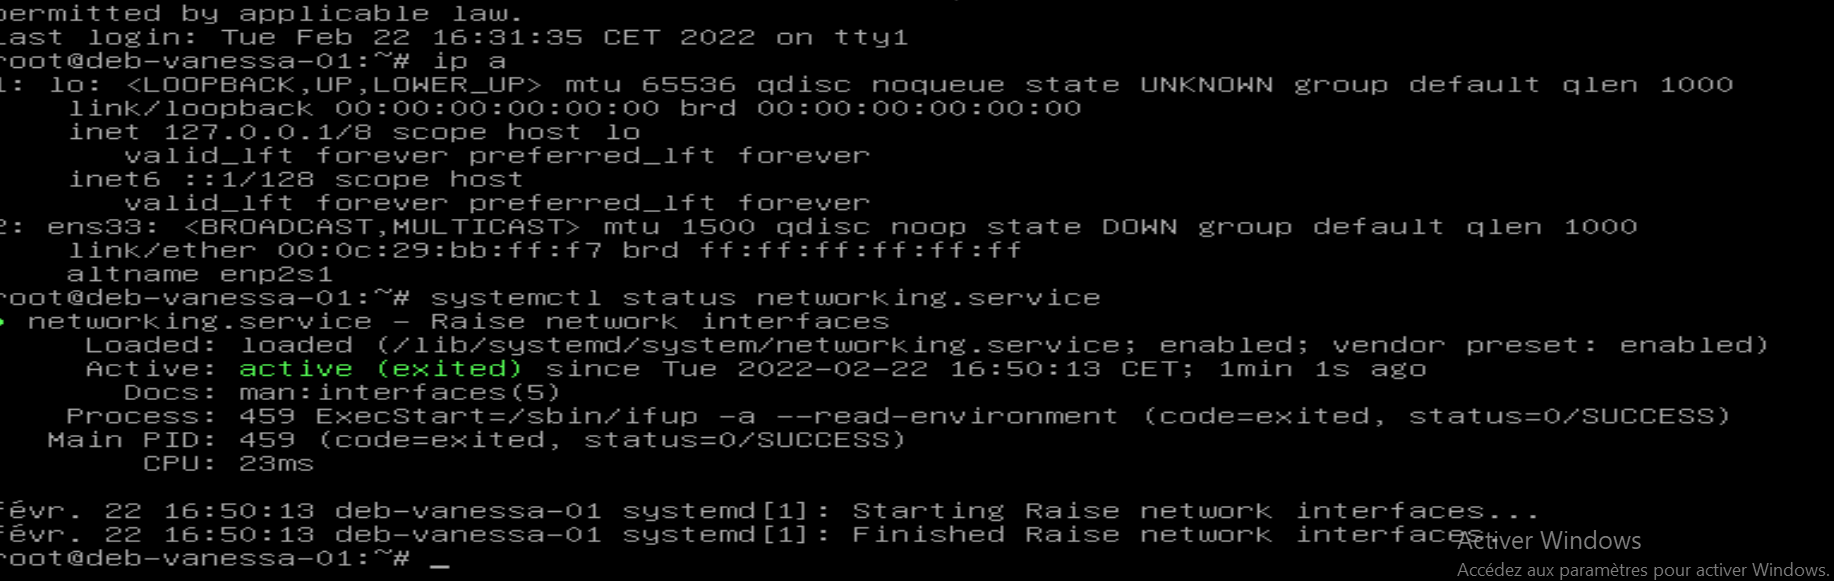 permitted by applicable law.
Last login: Tue Feb 22 16:31:35 CET 2022 on tty1
root@deb-vanessa-01:~# ip a
1: lo: <LOOPBACK,UP,LOWER_UP> mtu 65536 qdisc noqueue state UNKNOWN group default qlen 1000
link/loopback 00:00:00:00:00:00 brd 00:00:00:00:00:00
inet 127.0.0.1/8 scope host lo
valid_lft forever preferred_lft forever
inet6 ::1/128 scope host
valid_lft forever preferred_lft forever
2: ens33: <BROADCAST,MULTICAST> mtu 1500 qdisc noop state DOWN group default qlen 1000
link/ether 00:0c:29:bb:ff:f7 brd ff:ff:ff:ff:ff:ff
altname enp2s1
root@deb-vanessa-01:~# systemctl status networking.service
networking.service - Raise network interfaces
Loaded: loaded (/lib/systemd/system/networking.service; enabled; vendor preset: enabled)
Active: active (exited) since Tue 2022-02-22 16:50:13 CET; 1min 1s ago
Docs: man:interfaces(5)
Process: 459 ExecStart=/sbin/ifup -a --read-environment (code=exited, status=0/SUCCESS)
Main PID: 459 (code=exited, status=0/SUCCESS)
CPU: 23ms
févr. 22 16:50:13 deb-vanessa-01 systemd[1]: Starting Raise network interfaces...
févr. 22 16:50:13 deb-vanessa-01 systemd[1]: Finished Raise network interfaces.
root@deb-vanessa-01:~# _
Activer Windows
Accédez aux paramètres pour activer Windows.